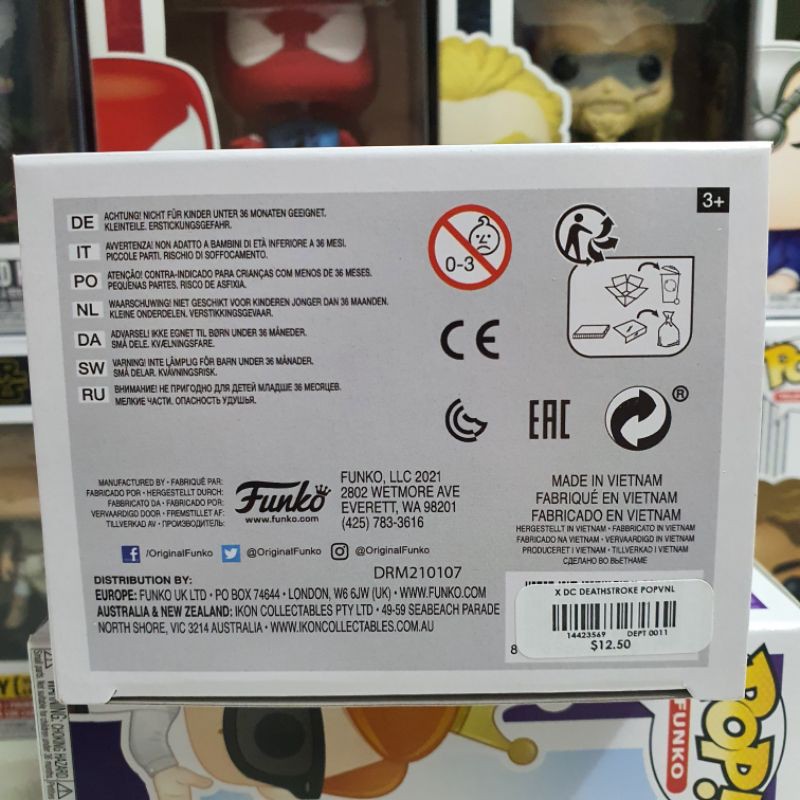 3+
DE ACHTUNG! NICHT FÜR KINDER UNTER 36 MONATEN GEEIGNET.
KLEINTEILE. ERSTICKUNGSGEFAHR.
IT AVVERTENZA! NON ADATTO A BAMBINI DI ETÀ INFERIORE A 36 MESI.
PICCOLE PARTI. RISCHIO DI SOFFOCAMENTO.
PO ATENÇÃO! CONTRA-INDICADO PARA CRIANÇAS COM MENOS DE 36 MESES.
PEQUENAS PARTES. RISCO DE ASFIXIA.
NL WAARSCHUWING! NIET GESCHIKT VOOR KINDEREN JONGER DAN 36 MAANDEN.
KLEINE ONDERDELEN. VERSTIKKINGSGEVAAR.
DA ADVARSEL! IKKE EGNET TIL BØRN UNDER 36 MÅNEDER.
SMÅ DELE. KVÆLNINGSFARE.
SW VARNING! INTE LÄMPLIG FÖR BARN UNDER 36 MÅNADER.
SMÅ DELAR. KVÄVNINGSRISK.
RU ВНИМАНИЕ! НЕ ПРИГОДНО ДЛЯ ДЕТЕЙ МЛАДШЕ 36 МЕСЯЦЕВ.
МЕЛКИЕ ЧАСТИ. ОПАСНОСТЬ УДУШЬЯ.
0-3
CE
EAC
®
MANUFACTURED BY • FABRIQUÉ PAR:
FABRICADO POR • HERGESTELLT DURCH:
FABBRICATO DA • FABRICADO POR:
VERVAARDIGD DOOR • FREMSTILLET AF:
TILLVERKAD AV • ПРОИЗВОДИТЕЛЬ:
Funko
www.funko.com
FUNKO, LLC 2021
2802 WETMORE AVE
EVERETT, WA 98201
(425) 783-3616
MADE IN VIETNAM
FABRIQUÉ EN VIETNAM
FABRICADO EN VIETNAM
HERGESTELLT IN VIETNAM • FABBRICATO IN VIETNAM
FABRICADO NA VIETNAM • VERVAARDIGD IN VIETNAM
PRODUCERET I VIETNAM • TILLVERKAD I VIETNAM
СДЕЛАНО ВО ВЬЕТНАМЕ
/OriginalFunko @OriginalFunko @OriginalFunko
DRM210107
DISTRIBUTION BY:
EUROPE: FUNKO UK LTD • PO BOX 74644 • LONDON, W6 6JW (UK) • WWW.FUNKO.COM
AUSTRALIA & NEW ZEALAND: IKON COLLECTABLES PTY LTD • 49-59 SEABEACH PARADE
NORTH SHORE, VIC 3214 AUSTRALIA • WWW.IKONCOLLECTABLES.COM.AU
X DC DEATHSTROKE POPVNL
14423569 DEPT 0011
$12.50
8
WARNING:
CHOKING HAZARD
POP!
FUNKO